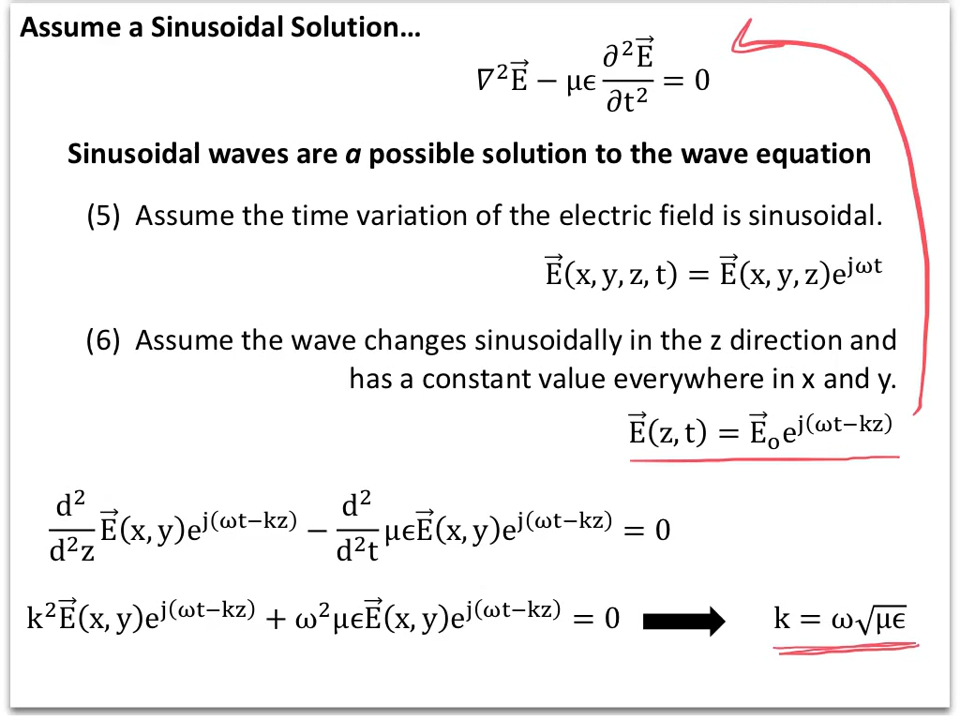 Assume a Sinusoidal Solution…
∇²E⃗ − μϵ ∂²E⃗/∂t² = 0
Sinusoidal waves are a possible solution to the wave equation
(5) Assume the time variation of the electric field is sinusoidal.
E⃗(x, y, z, t) = E⃗(x, y, z)e^{jωt}
(6) Assume the wave changes sinusoidally in the z direction and
has a constant value everywhere in x and y.
E⃗(z, t) = E⃗₀e^{j(ωt−kz)}
d²/d²z E⃗(x, y)e^{j(ωt−kz)} − d²/d²t μϵE⃗(x, y)e^{j(ωt−kz)} = 0
k²E⃗(x, y)e^{j(ωt−kz)} + ω²μϵE⃗(x, y)e^{j(ωt−kz)} = 0 ➡ k = ω√μϵ